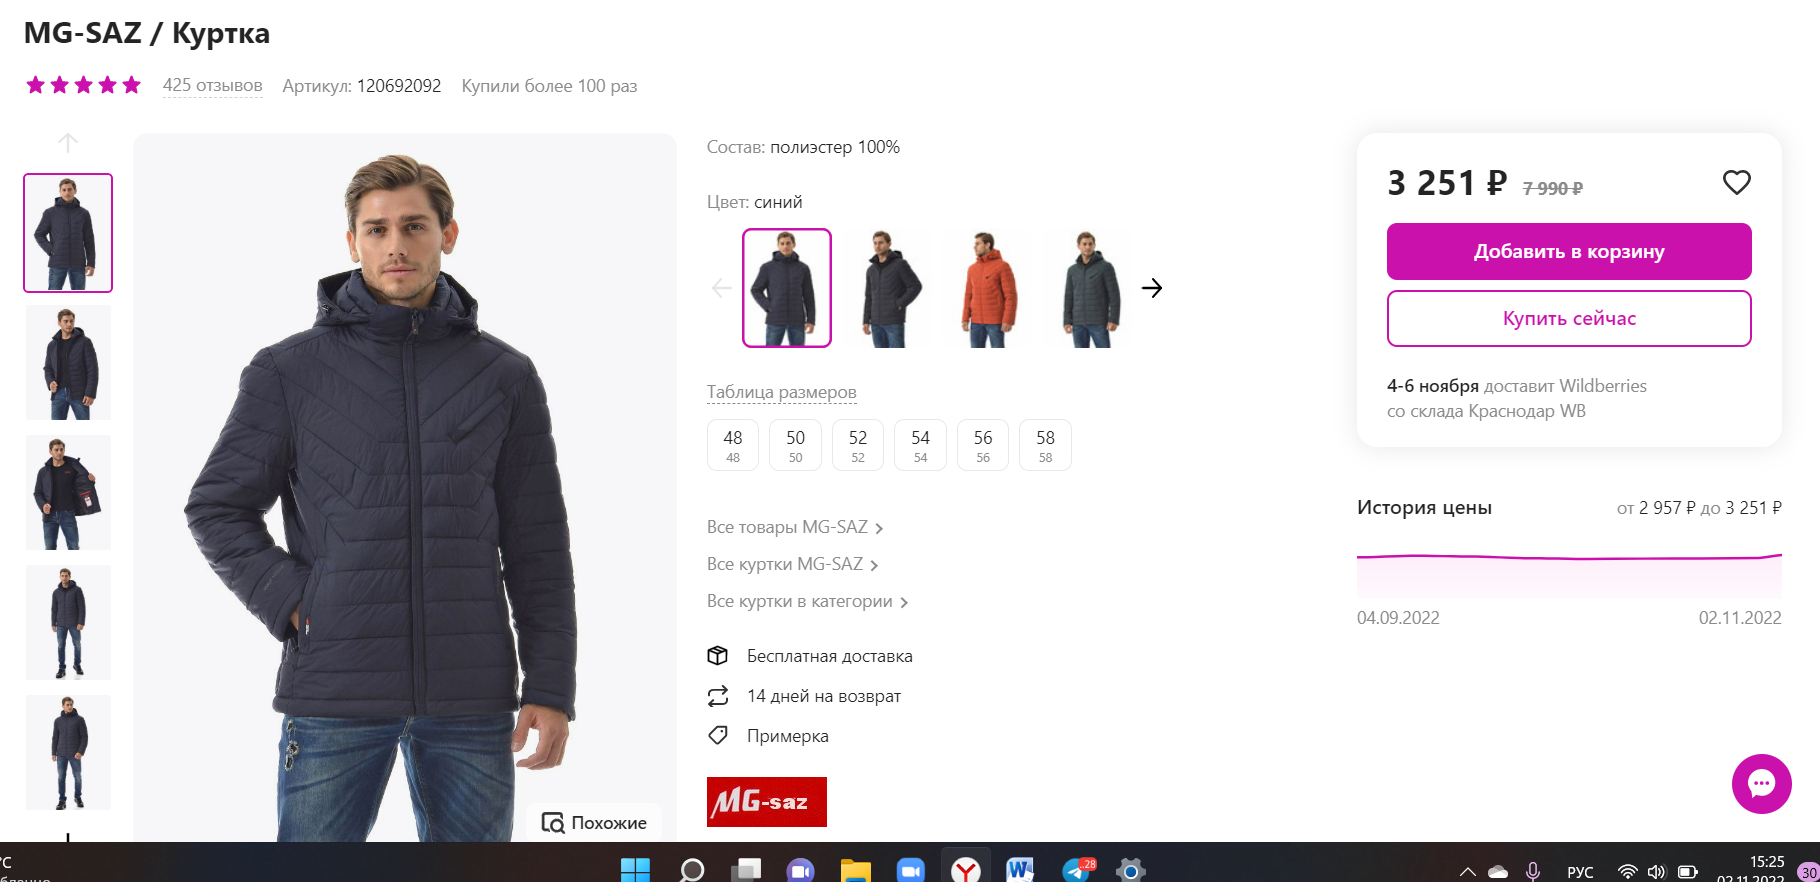 MG-SAZ / Куртка
425 отзывов Артикул: 120692092 Купили более 100 раз
Состав: полиэстер 100%
Цвет: синий
Таблица размеров
48 50 52 54 56 58
48 50 52 54 56 58
Все товары MG-SAZ
Все куртки MG-SAZ
Все куртки в категории
Бесплатная доставка
14 дней на возврат
Примерка
MG-saz
Похожие
3 251 ₽ 7 990 ₽
Добавить в корзину
Купить сейчас
4-6 ноября доставит Wildberries
со склада Краснодар WB
История цены от 2 957 ₽ до 3 251 ₽
04.09.2022 02.11.2022
°C
28
РУС
15:25
02.11.2022
30